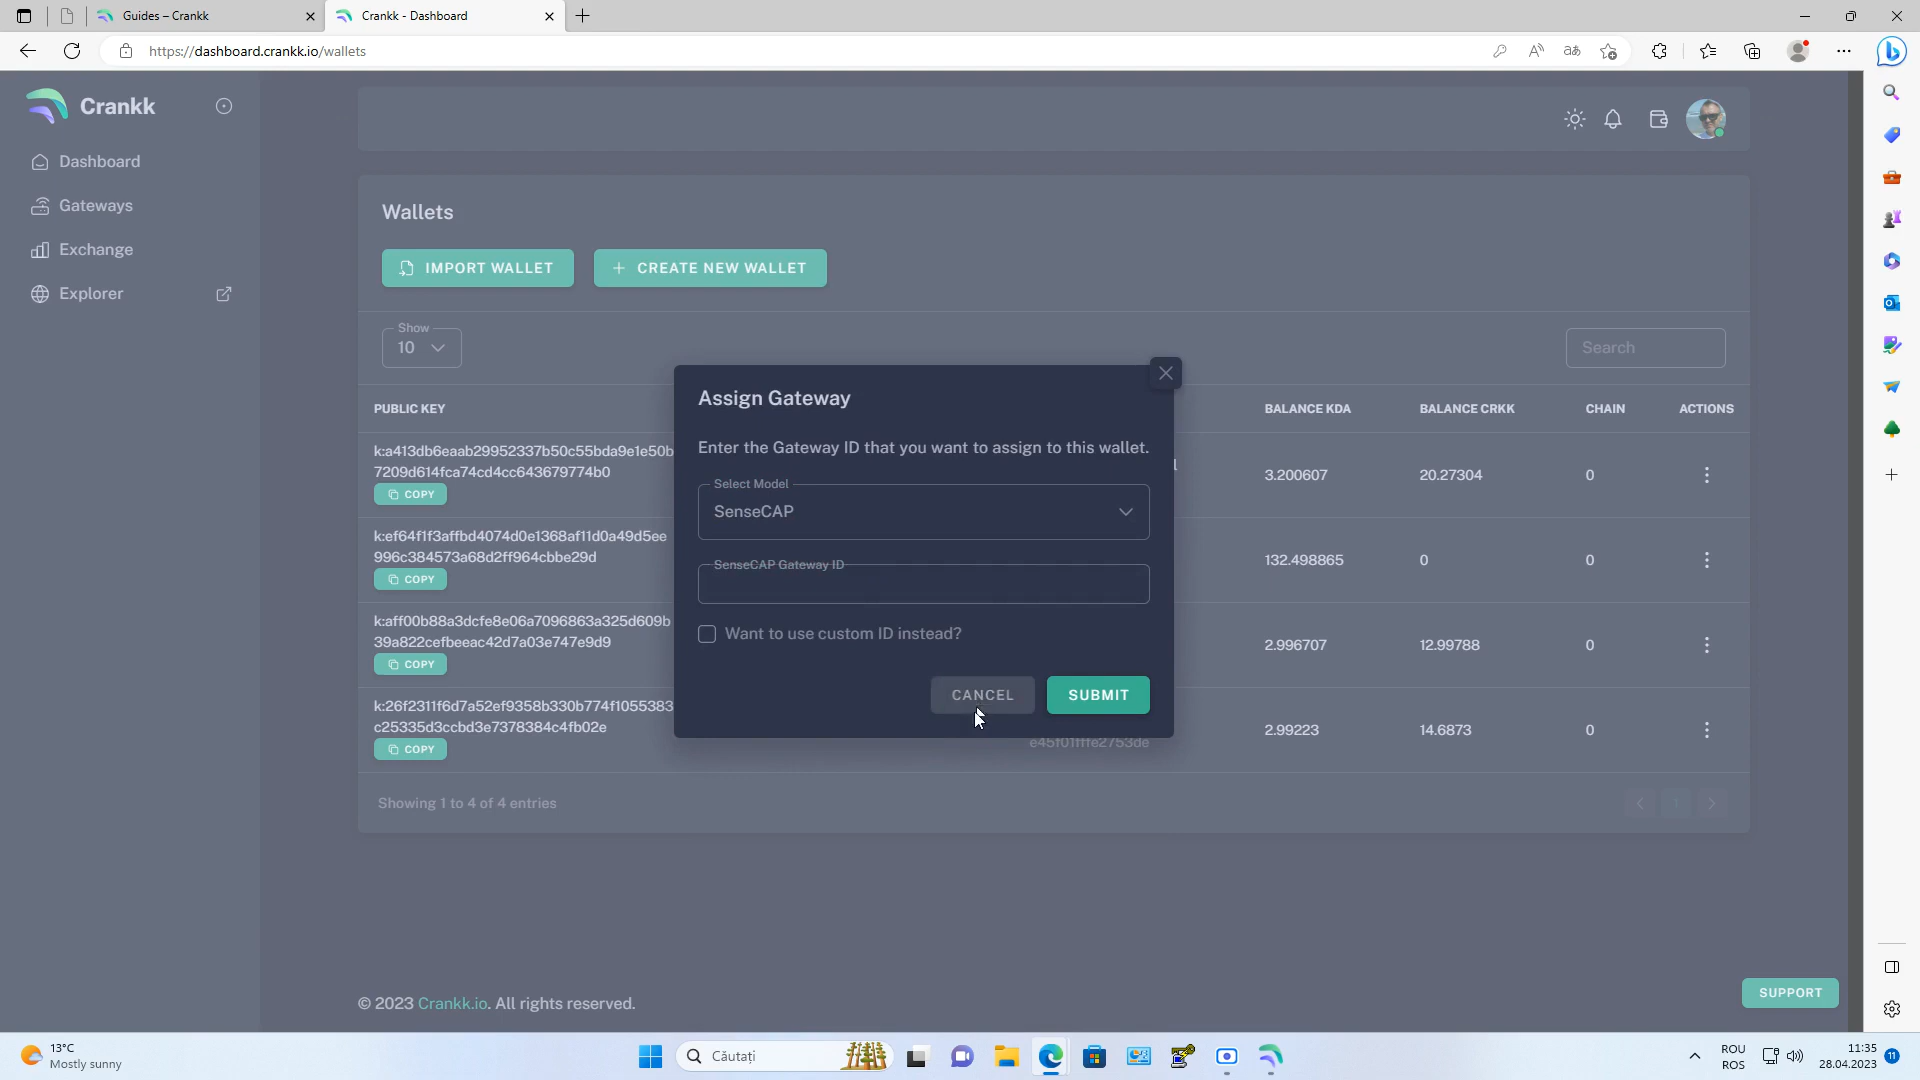 Guides – Crankk
Crankk - Dashboard
https://dashboard.crankk.io/wallets
Crankk
Dashboard
Gateways
Exchange
Explorer
Wallets
IMPORT WALLET
CREATE NEW WALLET
Show
10
Search
PUBLIC KEY
BALANCE KDA
BALANCE CRKK
CHAIN
ACTIONS
k:a413db6eaab29952337b50c55bda9e1e50b
7209d614fca74cd4cc643679774b0
COPY
3.200607
20.27304
0
k:ef64f1f3affbd4074d0e1368af11d0a49d5ee
996c384573a68d2ff964cbbe29d
COPY
132.498865
0
0
k:aff00b88a3dcfe8e06a7096863a325d609b
39a822cefbeeac42d7a03e747e9d9
COPY
2.996707
12.99788
0
k:26f2311f6d7a52ef9358b330b774f1055383
c25335d3ccbd3e7378384c4fb02e
COPY
e45f01fffe2753de
2.99223
14.6873
0
Showing 1 to 4 of 4 entries
1
Assign Gateway
Enter the Gateway ID that you want to assign to this wallet.
Select Model
SenseCAP
SenseCAP Gateway ID
Want to use custom ID instead?
CANCEL
SUBMIT
© 2023 Crankk.io. All rights reserved.
SUPPORT
13°C
Mostly sunny
Căutați
ROU
ROS
11:35
28.04.2023
11